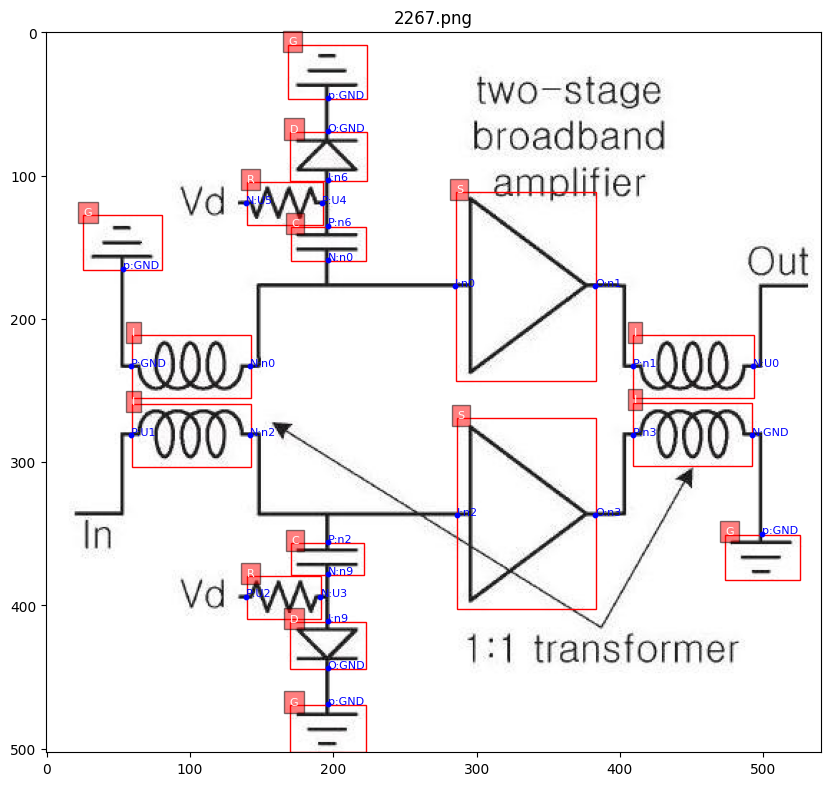 2267.png
0
G
p:GND
two-stage
broadband
amplifier
D
O:GND
100
I:n6
R
S
Vd
N:U5
P:U4
G
C
P:n6
p:GND
N:n0
Out
I:n0
O:n1
200
I
I
P:GND
N:n0
P:n1
N:U0
I
P:U1
N:n2
S
P:n3
N:GND
300
In
I:n2
O:n3
G
p:GND
C
P:n2
N:n9
R
Vd
P:U2
N:U3
400
D
I:n9
1:1 transformer
O:GND
G
p:GND
500
0
100
200
300
400
500